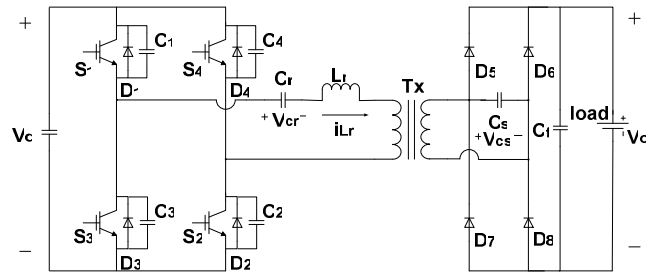 + +
C1 C4
S1 S4 D5 D6
D1 D4 Cr Lr Tx
load
Vd + Vcr - iLr Cs + Vcs - Cf + Vo
C3 C2
S3 S2 D7 D8
D3 D2
- -